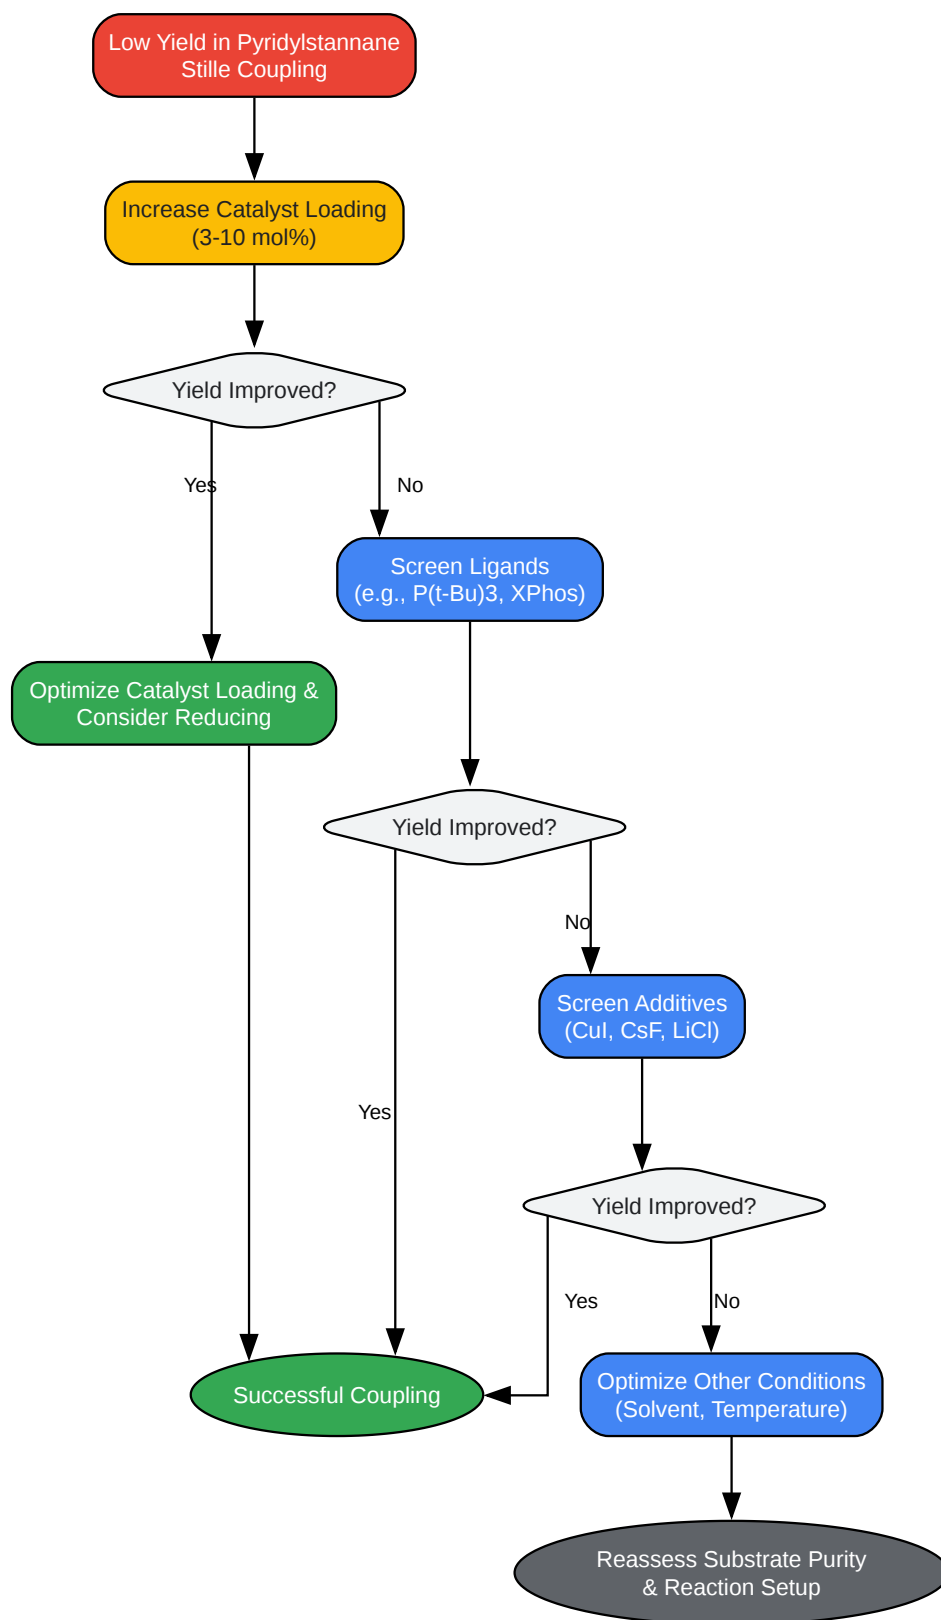 Low Yield in Pyridylstannane
Stille Coupling
Increase Catalyst Loading
(3-10 mol%)
Yield Improved?
Yes
No
Screen Ligands
(e.g., P(t-Bu)3, XPhos)
Optimize Catalyst Loading &
Consider Reducing
Yield Improved?
No
Screen Additives
(CuI, CsF, LiCl)
Yes
Yield Improved?
Yes
No
Successful Coupling
Optimize Other Conditions
(Solvent, Temperature)
Reassess Substrate Purity
& Reaction Setup